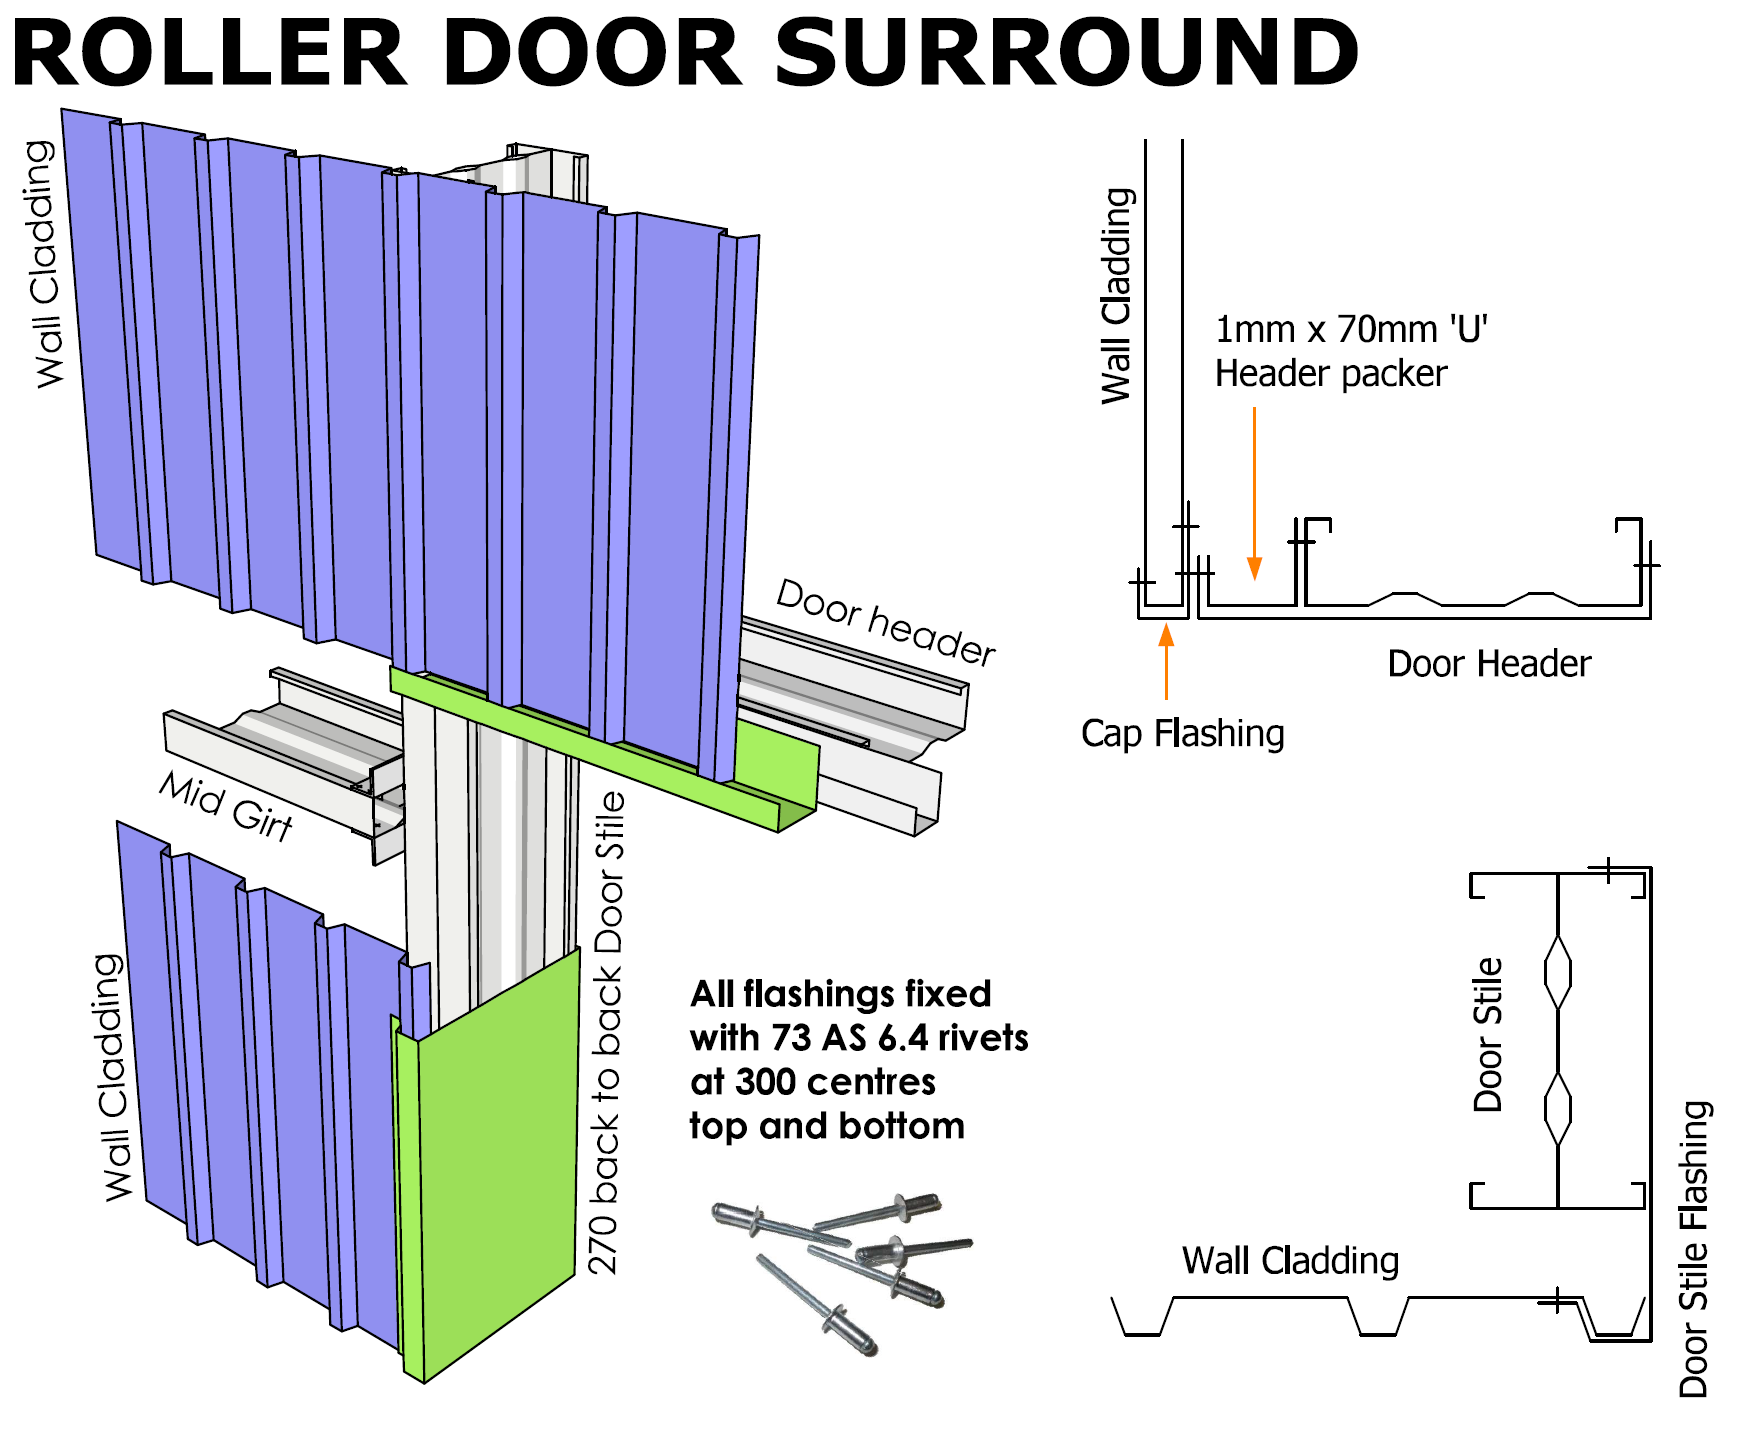 ROLLER DOOR SURROUND
Wall Cladding
Door header
Mid Girt
Wall Cladding
270 back to back Door Stile
All flashings fixed
with 73 AS 6.4 rivets
at 300 centres
top and bottom
Wall Cladding
1mm x 70mm 'U'
Header packer
Door Header
Cap Flashing
Door Stile
Wall Cladding
Door Stile Flashing